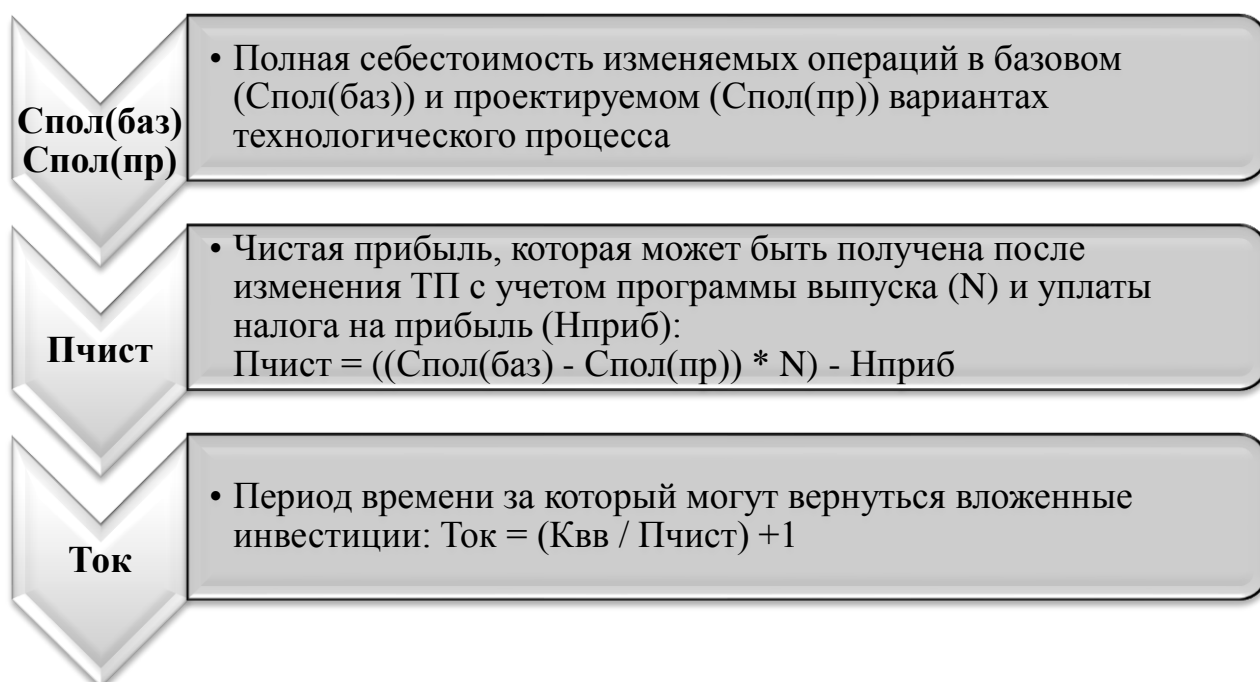 Спол(баз)
Спол(пр)
• Полная себестоимость изменяемых операций в базовом
(Спол(баз)) и проектируемом (Спол(пр)) вариантах
технологического процесса
Пчист
• Чистая прибыль, которая может быть получена после
изменения ТП с учетом программы выпуска (N) и уплаты
налога на прибыль (Нприб):
Пчист = ((Спол(баз) - Спол(пр)) * N) - Нприб
Ток
• Период времени за который могут вернуться вложенные
инвестиции: Ток = (Квв / Пчист) +1